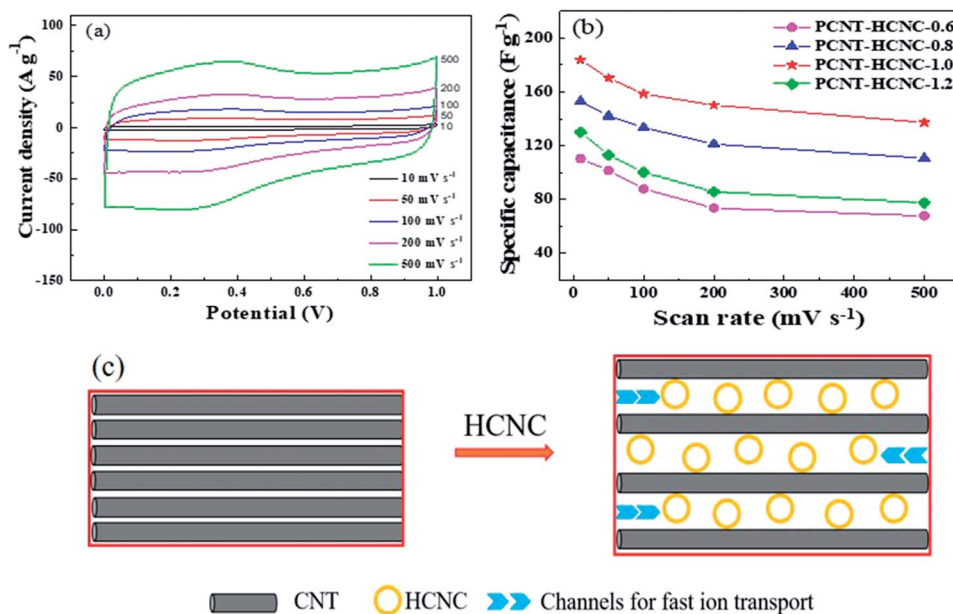 (a)
Current density (A g⁻¹)
100
50
0
-50
-100
-150
500
200
100
50
10
10 mV s⁻¹
50 mV s⁻¹
100 mV s⁻¹
200 mV s⁻¹
500 mV s⁻¹
0.0 0.2 0.4 0.6 0.8 1.0
Potential (V)
(b)
Specific capacitance (F g⁻¹)
200
160
120
80
40
PCNT-HCNC-0.6
PCNT-HCNC-0.8
PCNT-HCNC-1.0
PCNT-HCNC-1.2
0 100 200 300 400 500
Scan rate (mV s⁻¹)
(c)
HCNC
CNT
HCNC
Channels for fast ion transport